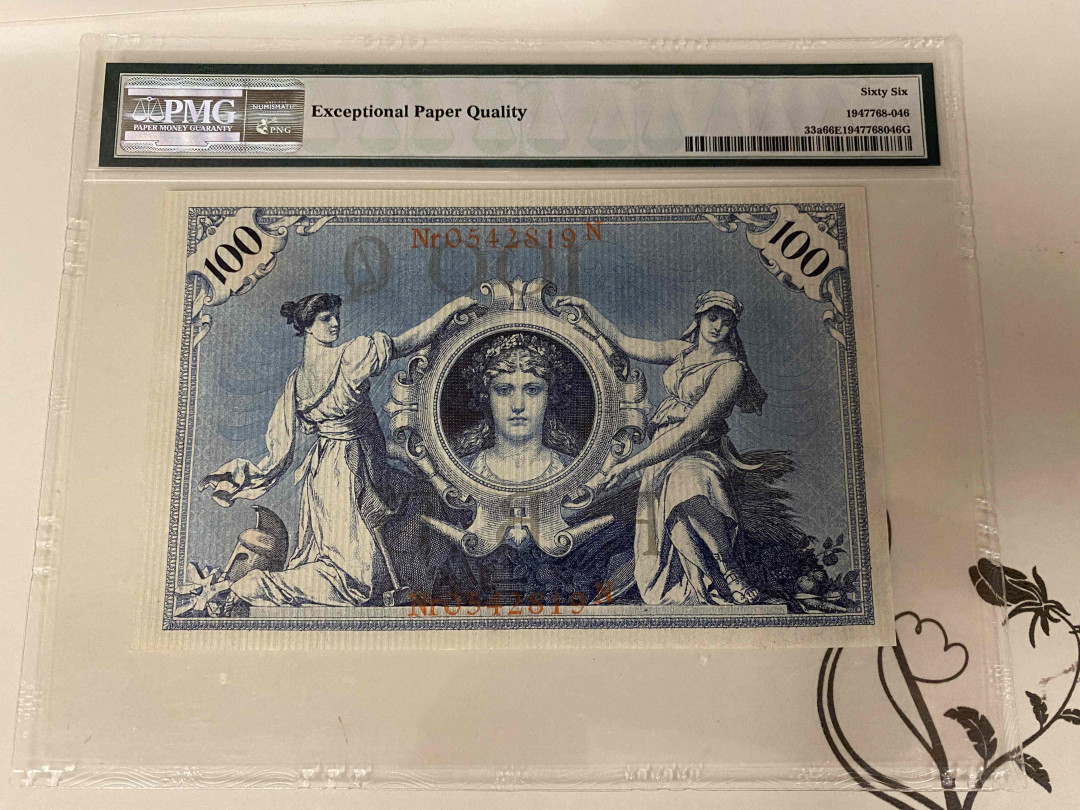 PMG
PAPER MONEY GUARANTY
NUMISMATIC
PNG
Exceptional Paper Quality
Sixty Six
1947768-046
33a66E1947768046G
100
100
Nr0542819N
Nr0542819N